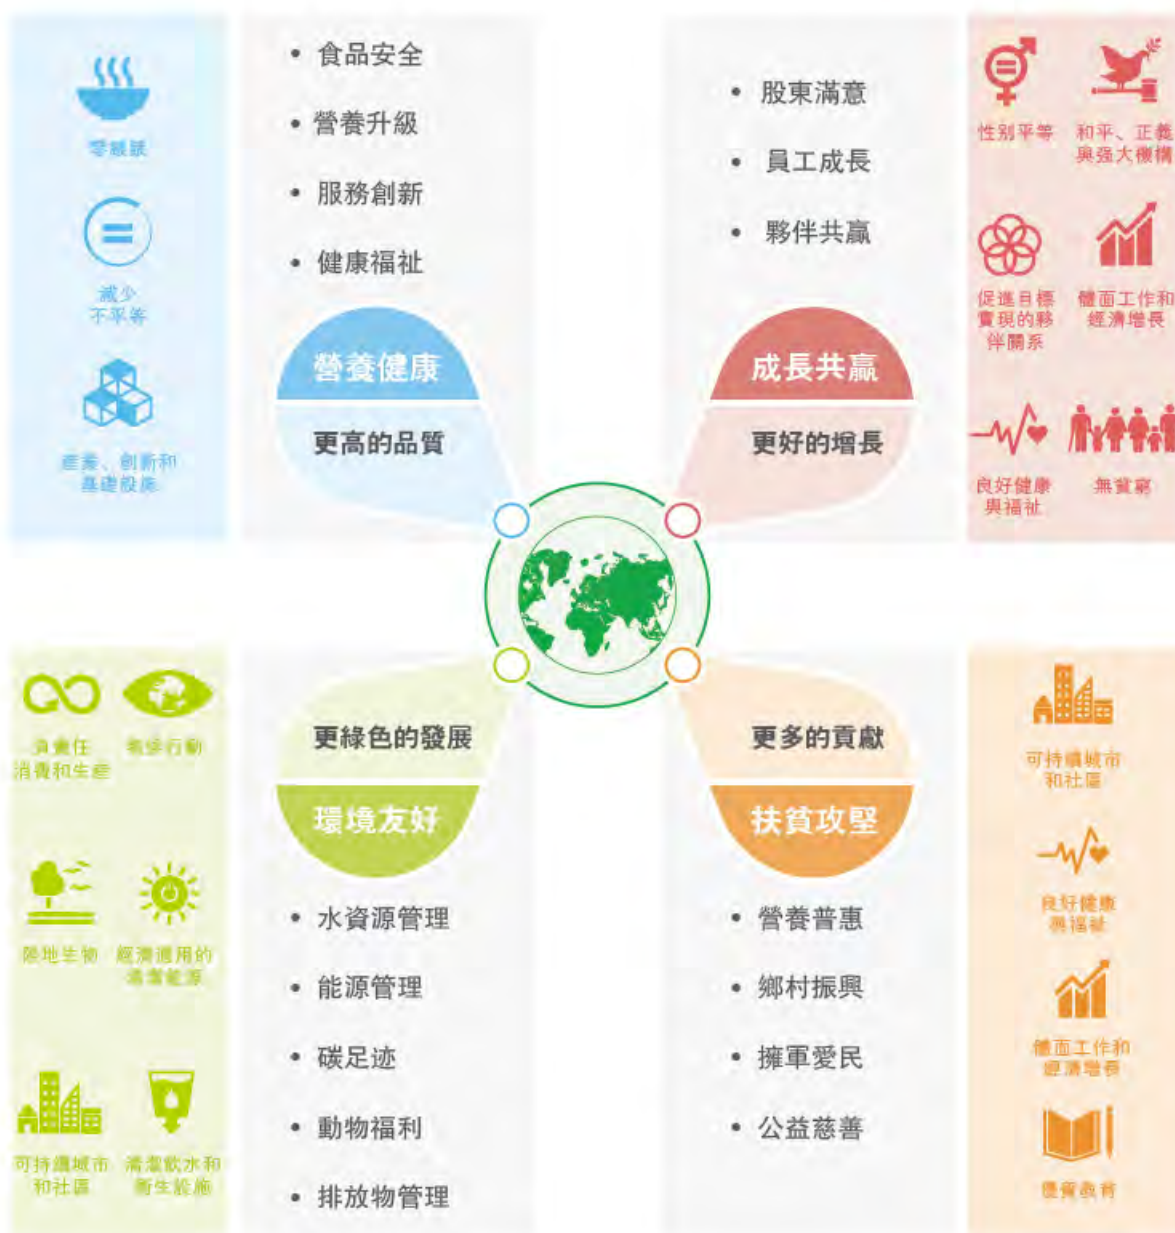 零飢餓
減少
不平等
產業、創新和
基礎設施
• 食品安全
• 營養升級
• 服務創新
• 健康福祉
營養健康
更高的品質
• 股東滿意
• 員工成長
• 夥伴共贏
成長共贏
更好的增長
性别平等
和平、正義
與强大機構
促進目標
實現的夥
伴關系
體面工作和
經濟增長
良好健康
與福祉
無貧窮
負責任
消費和生産
氣候行動
陸地生物
經濟適用的
清潔能源
可持續城市
和社區
清潔飲水和
衛生設施
更綠色的發展
環境友好
• 水資源管理
• 能源管理
• 碳足迹
• 動物福利
• 排放物管理
更多的貢獻
扶貧攻堅
• 營養普惠
• 鄉村振興
• 擁軍愛民
• 公益慈善
可持續城市
和社區
良好健康
與福祉
體面工作和
經濟增長
優質教育